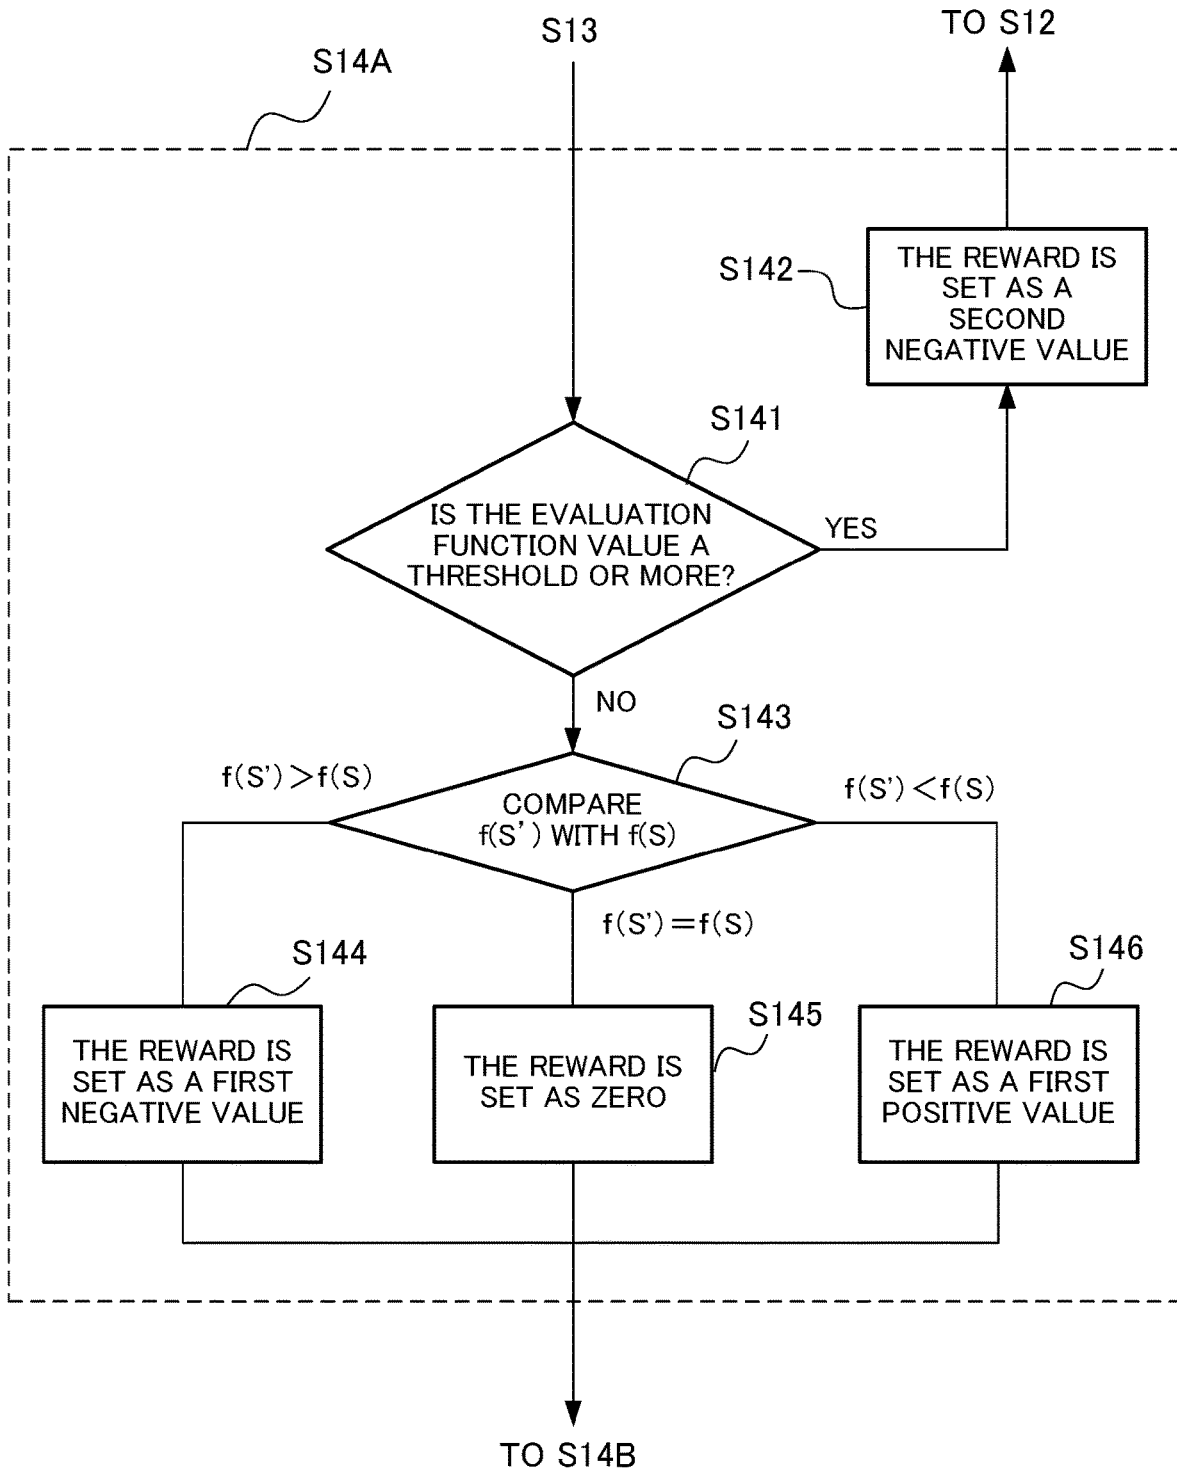 TO S12
S13
S14A
S142
THE REWARD IS
SET AS A
SECOND
NEGATIVE VALUE
S141
IS THE EVALUATION
FUNCTION VALUE A
THRESHOLD OR MORE?
YES
NO
S143
f(S')>f(S)
f(S')<f(S)
COMPARE
f(S') WITH f(S)
f(S')=f(S)
S144
THE REWARD IS
SET AS A FIRST
NEGATIVE VALUE
S145
THE REWARD IS
SET AS ZERO
S146
THE REWARD IS
SET AS A FIRST
POSITIVE VALUE
TO S14B